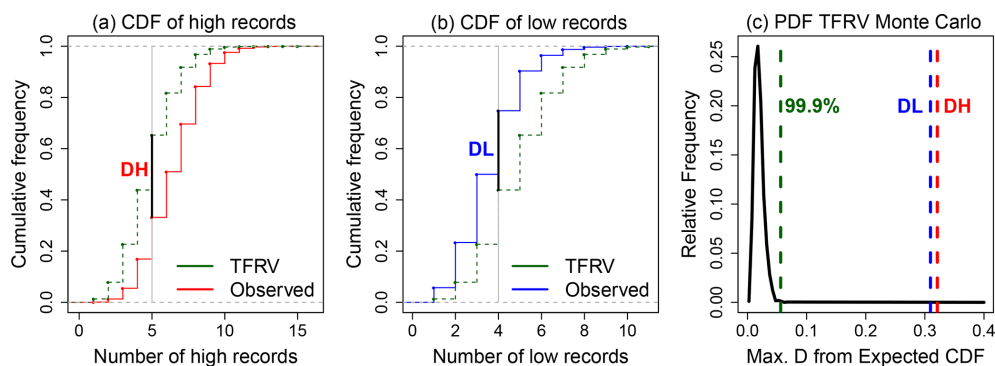 (a) CDF of high records
Cumulative frequency
1.0
0.8
0.6
0.4
0.2
0.0
DH
TFRV
Observed
0 5 10 15
Number of high records
(b) CDF of low records
Cumulative frequency
1.0
0.8
0.6
0.4
0.2
0.0
DL
TFRV
Observed
0 2 4 6 8 10
Number of low records
(c) PDF TFRV Monte Carlo
Relative Frequency
0.25
0.20
0.15
0.10
0.05
0.00
99.9%
DL DH
0.0 0.1 0.2 0.3 0.4
Max. D from Expected CDF